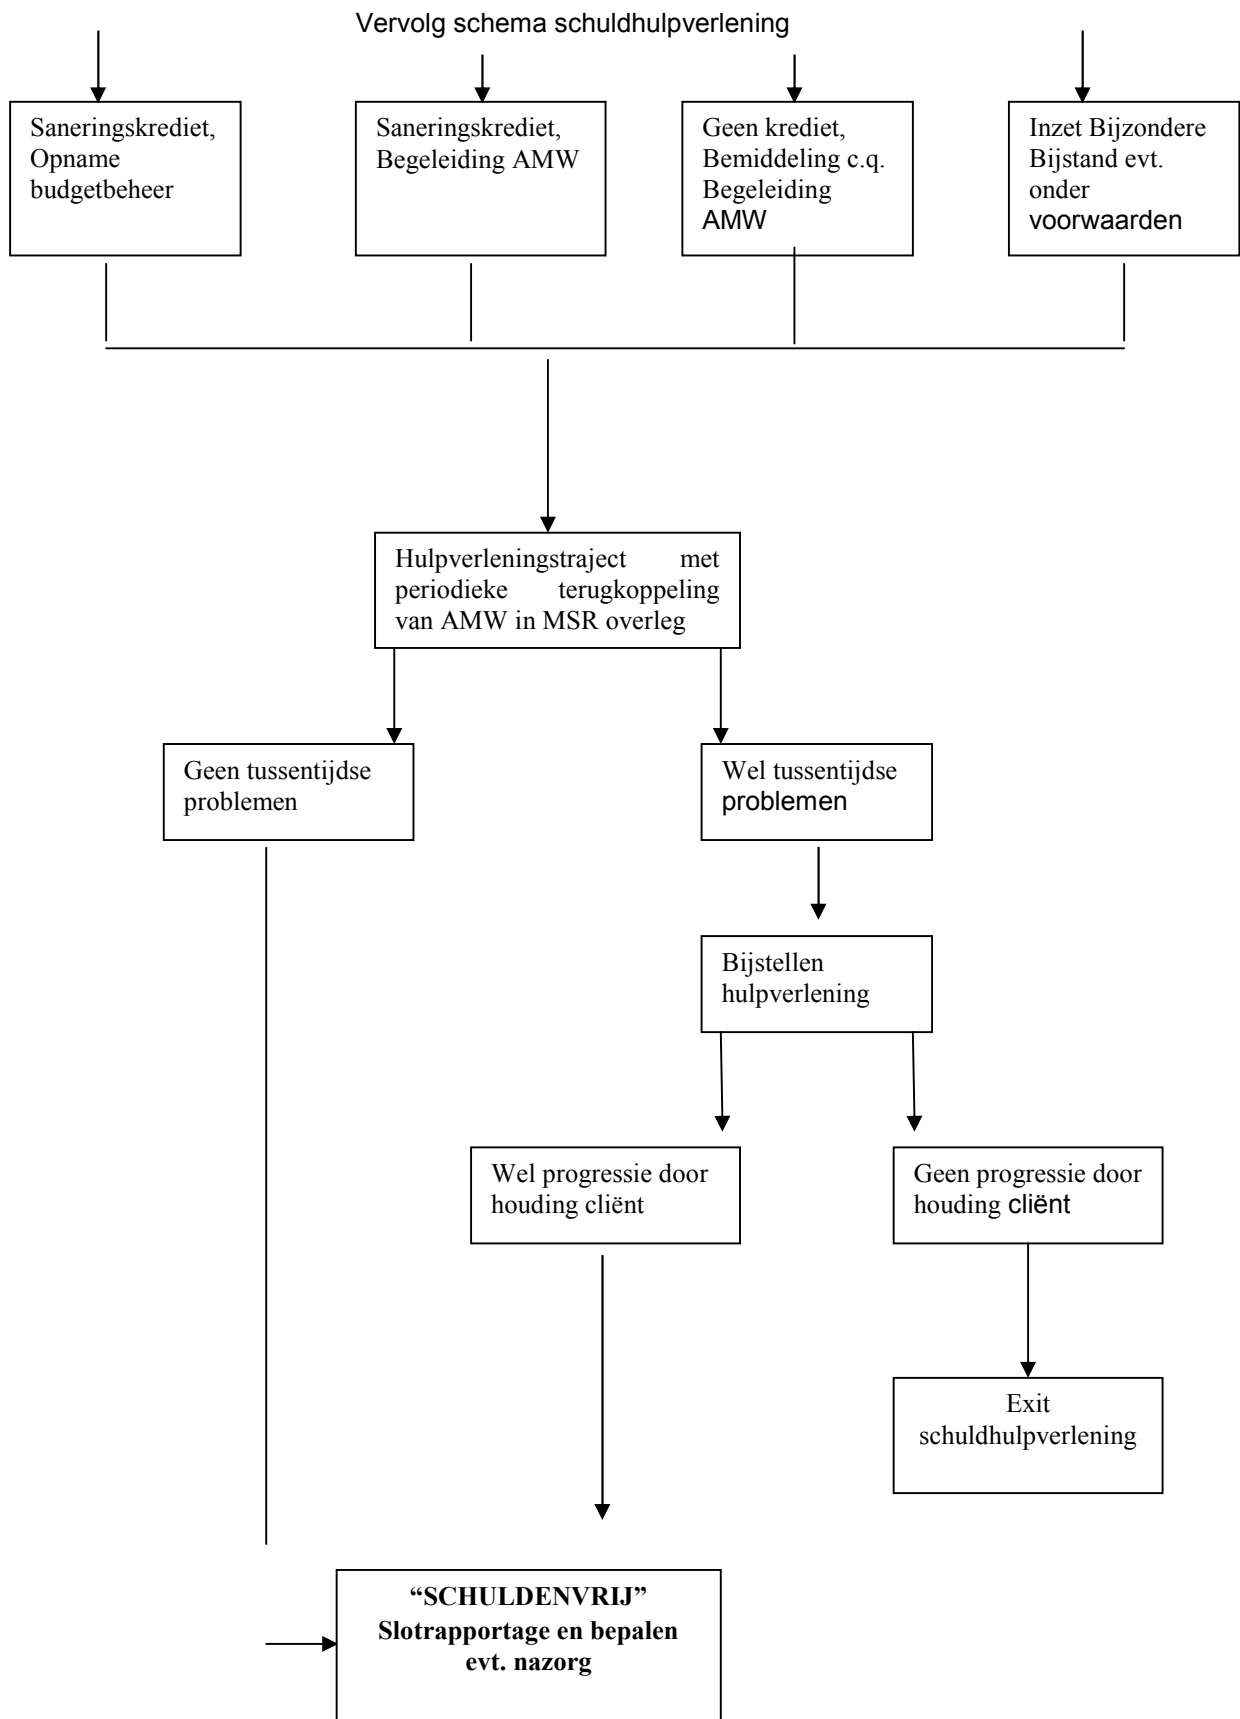 Vervolg schema schuldhulpverlening
Saneringskrediet,
Opname
budgetbeheer
Saneringskrediet,
Begeleiding AMW
Geen krediet,
Bemiddeling c.q.
Begeleiding
AMW
Inzet Bijzondere
Bijstand evt.
onder
voorwaarden
Hulpverleningstraject met
periodieke terugkoppeling
van AMW in MSR overleg
Geen tussentijdse
problemen
Wel tussentijdse
problemen
Bijstellen
hulpverlening
Wel progressie door
houding cliënt
Geen progressie door
houding cliënt
Exit
schuldhulpverlening
“SCHULDENVRIJ”
Slotrapportage en bepalen
evt. nazorg